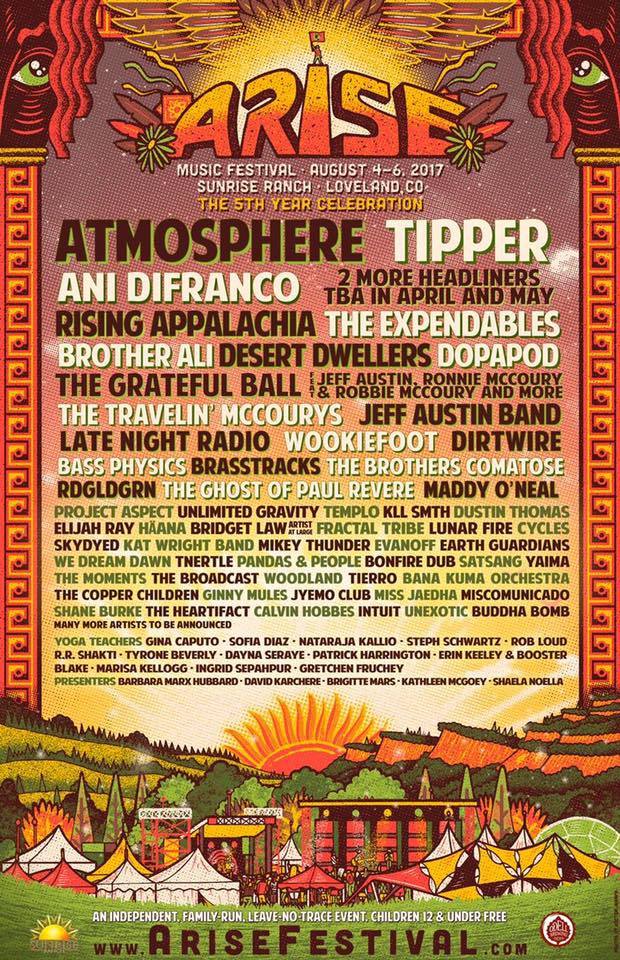 ARISE
MUSIC FESTIVAL · AUGUST 4-6, 2017
SUNRISE RANCH · LOVELAND, CO·
THE 5TH YEAR CELEBRATION
ATMOSPHERE TIPPER
ANI DIFRANCO 2 MORE HEADLINERS
TBA IN APRIL AND MAY
RISING APPALACHIA THE EXPENDABLES
BROTHER ALI DESERT DWELLERS DOPAPOD
THE GRATEFUL BALL FEAT JEFF AUSTIN, RONNIE MCCOURY
& ROBBIE MCCOURY AND MORE
THE TRAVELIN' MCCOURYS JEFF AUSTIN BAND
LATE NIGHT RADIO WOOKIEFOOT DIRTWIRE
BASS PHYSICS BRASSTRACKS THE BROTHERS COMATOSE
RDGLDGRN THE GHOST OF PAUL REVERE MADDY O'NEAL
PROJECT ASPECT UNLIMITED GRAVITY TEMPLO KLL SMTH DUSTIN THOMAS
ELIJAH RAY HÄANA BRIDGET LAW ARTIST AT LARGE FRACTAL TRIBE LUNAR FIRE CYCLES
SKYDYED KAT WRIGHT BAND MIKEY THUNDER EVANOFF EARTH GUARDIANS
WE DREAM DAWN TNERTLE PANDAS & PEOPLE BONFIRE DUB SATSANG YAIMA
THE MOMENTS THE BROADCAST WOODLAND TIERRO BANA KUMA ORCHESTRA
THE COPPER CHILDREN GINNY MULES JYEMO CLUB MISS JAEDHA MISCOMUNICADO
SHANE BURKE THE HEARTIFACT CALVIN HOBBES INTUIT UNEXOTIC BUDDHA BOMB
MANY MORE ARTISTS TO BE ANNOUNCED
YOGA TEACHERS GINA CAPUTO · SOFIA DIAZ · NATARAJA KALLIO · STEPH SCHWARTZ · ROB LOUD
R.R. SHAKTI · TYRONE BEVERLY · DAYNA SERAYE · PATRICK HARRINGTON · ERIN KEELEY & BOOSTER
BLAKE · MARISA KELLOGG · INGRID SEPAHPUR · GRETCHEN FRUCHEY
PRESENTERS BARBARA MARX HUBBARD · DAVID KARCHERE · BRIGITTE MARS · KATHLEEN MCGOEY · SHAELA NOELLA
AN INDEPENDENT, FAMILY-RUN, LEAVE-NO-TRACE EVENT. CHILDREN 12 & UNDER FREE
SUNRISE
WWW.ARISEFESTIVAL.COM
ODELL